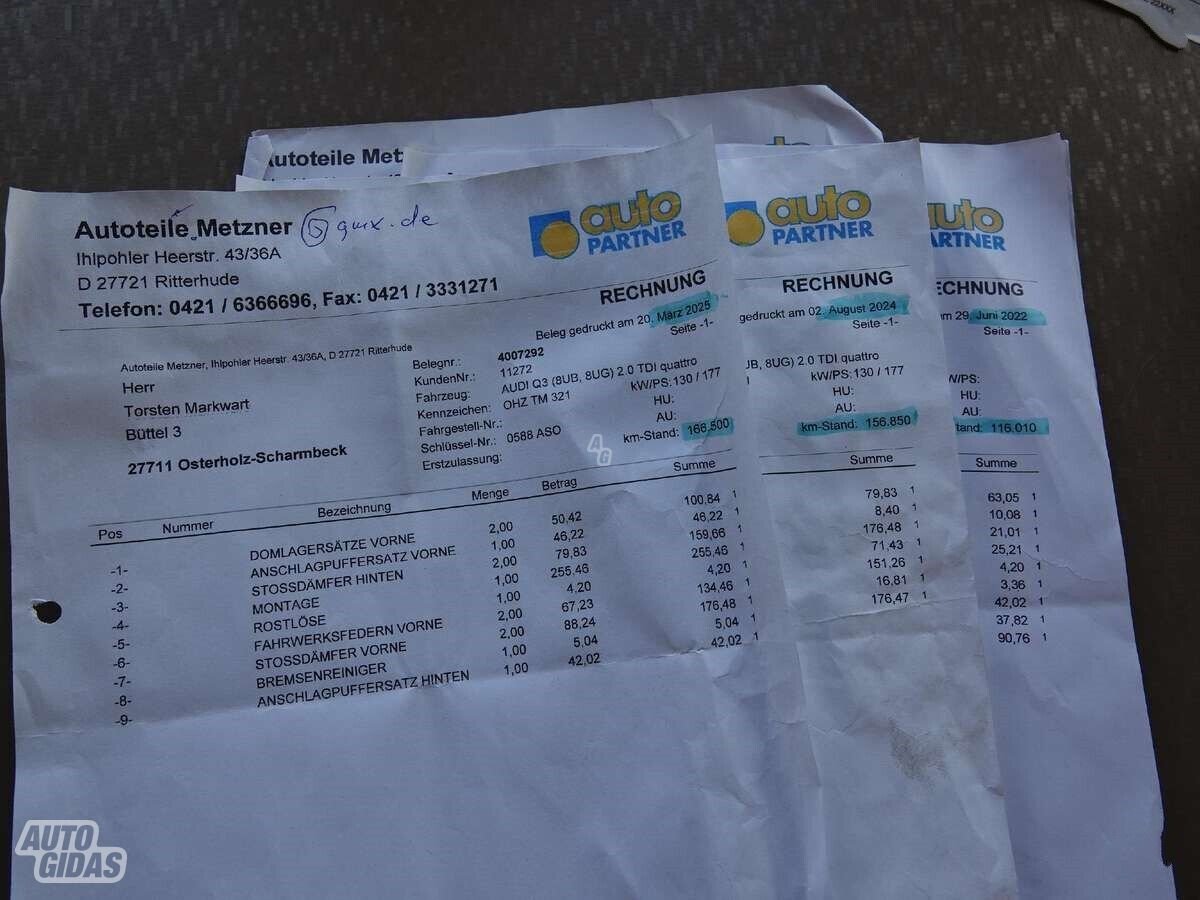 22XXX
Autoteile Met
Autoteile Metzner @gmx.de
Ihlpohler Heerstr. 43/36A
D 27721 Ritterhude
Telefon: 0421 / 6366696, Fax: 0421 / 3331271
auto
PARTNER
RECHNUNG
Beleg gedruckt am 20. März 2025
Seite -1-
Autoteile Metzner, Ihlpohler Heerstr. 43/36A, D 27721 Ritterhude
Herr
Torsten Markwart
Büttel 3
27711 Osterholz-Scharmbeck
Belegnr.: 4007292
KundenNr.: 11272
Fahrzeug: AUDI Q3 (8UB, 8UG) 2.0 TDI quattro
Kennzeichen: OHZ TM 321 kW/PS: 130 / 177
Fahrgestell-Nr.: HU:
Schlüssel-Nr.: 0588 ASO AU:
Erstzulassung: km-Stand: 166.500
Pos Nummer Bezeichnung Menge Betrag Summe
-1- DOMLAGERSÄTZE VORNE 2,00 50,42 100,84 1
-2- ANSCHLAGPUFFERSATZ VORNE 1,00 46,22 46,22 1
-3- STOSSDÄMFER HINTEN 2,00 79,83 159,66 1
-4- MONTAGE 1,00 255,46 255,46 1
-5- ROSTLÖSE 1,00 4,20 4,20 1
-6- FAHRWERKSFEDERN VORNE 2,00 67,23 134,46 1
-7- STOSSDÄMFER VORNE 2,00 88,24 176,48 1
-8- BREMSENREINIGER 1,00 5,04 5,04 1
-9- ANSCHLAGPUFFERSATZ HINTEN 1,00 42,02 42,02 1
auto
PARTNER
RECHNUNG
gedruckt am 02. August 2024
Seite -1-
UB, 8UG) 2.0 TDI quattro
kW/PS: 130 / 177
HU:
AU:
km-Stand: 156.850
Summe
79,83 1
8,40 1
176,48 1
71,43 1
151,26 1
16,81 1
176,47 1
uto
ARTNER
ECHNUNG
m 29. Juni 2022
Seite -1-
W/PS:
HU:
AU:
tand: 116.010
Summe
63,05 1
10,08 1
21,01 1
25,21 1
4,20 1
3,36 1
42,02 1
37,82 1
90,76 1
AG
AUTO
GIDAS